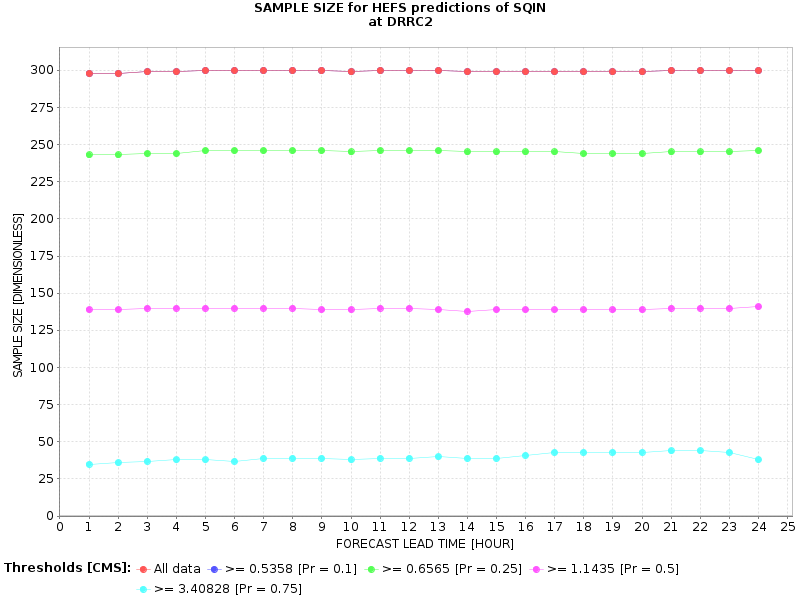 SAMPLE SIZE for HEFS predictions of SQIN
at DRRC2
300
275
250
225
200
175
150
125
100
75
50
25
0
SAMPLE SIZE [DIMENSIONLESS]
0 1 2 3 4 5 6 7 8 9 10 11 12 13 14 15 16 17 18 19 20 21 22 23 24 25
FORECAST LEAD TIME [HOUR]
Thresholds [CMS]: All data >= 0.5358 [Pr = 0.1] >= 0.6565 [Pr = 0.25] >= 1.1435 [Pr = 0.5]
>= 3.40828 [Pr = 0.75]